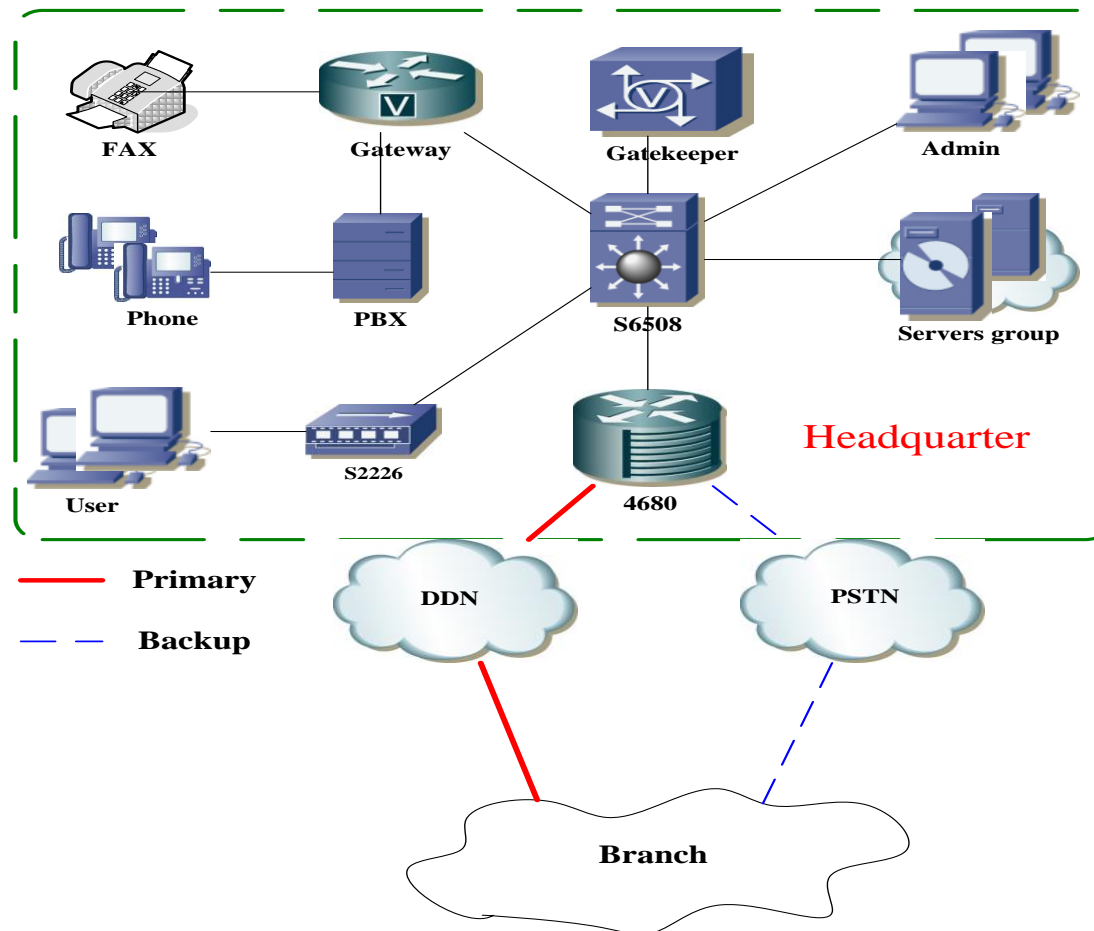 FAX
Gateway
V
Gatekeeper
V
Admin
Phone
PBX
S6508
Servers group
User
S2226
4680
Headquarter
Primary
Backup
DDN
PSTN
Branch